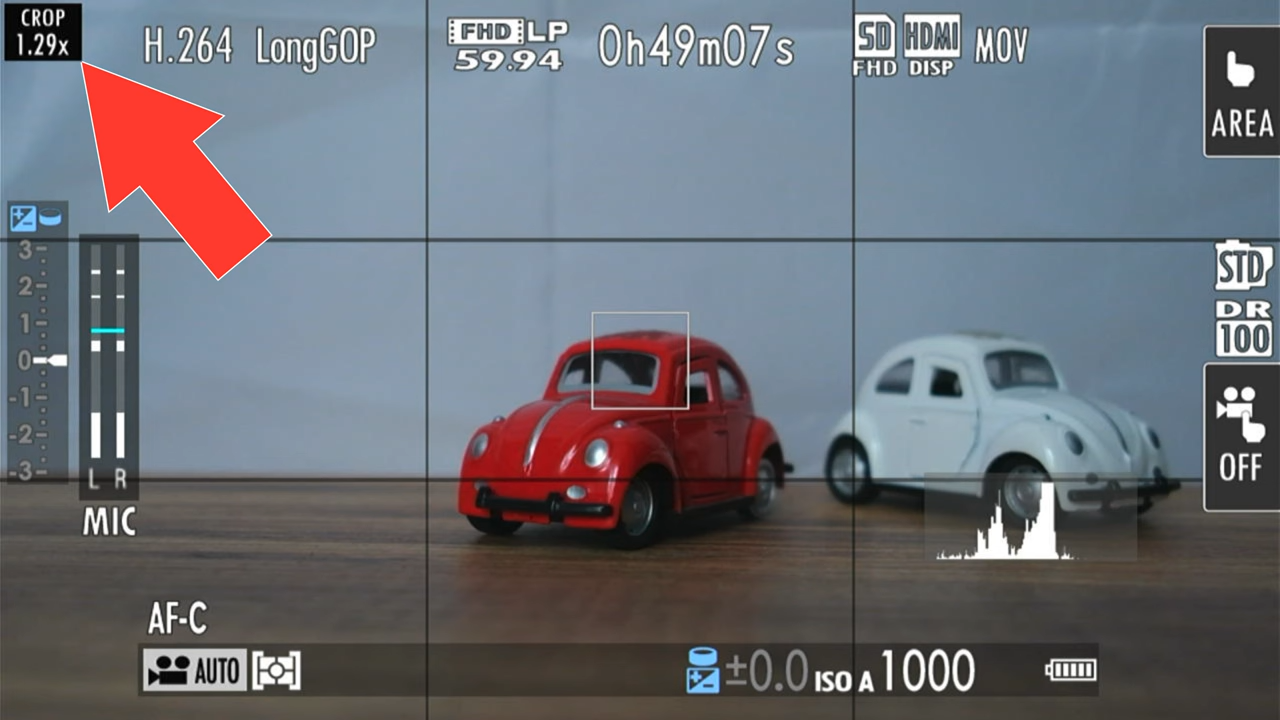 CROP
1.29x
H.264 LongGOP
FHD LP
59.94
0h49m07s
SD
FHD
HDMI
DISP
MOV
AREA
3
2
1
0
-1
-2
-3
L R
MIC
STD
DR
100
OFF
AF-C
AUTO
±0.0 ISO A 1000